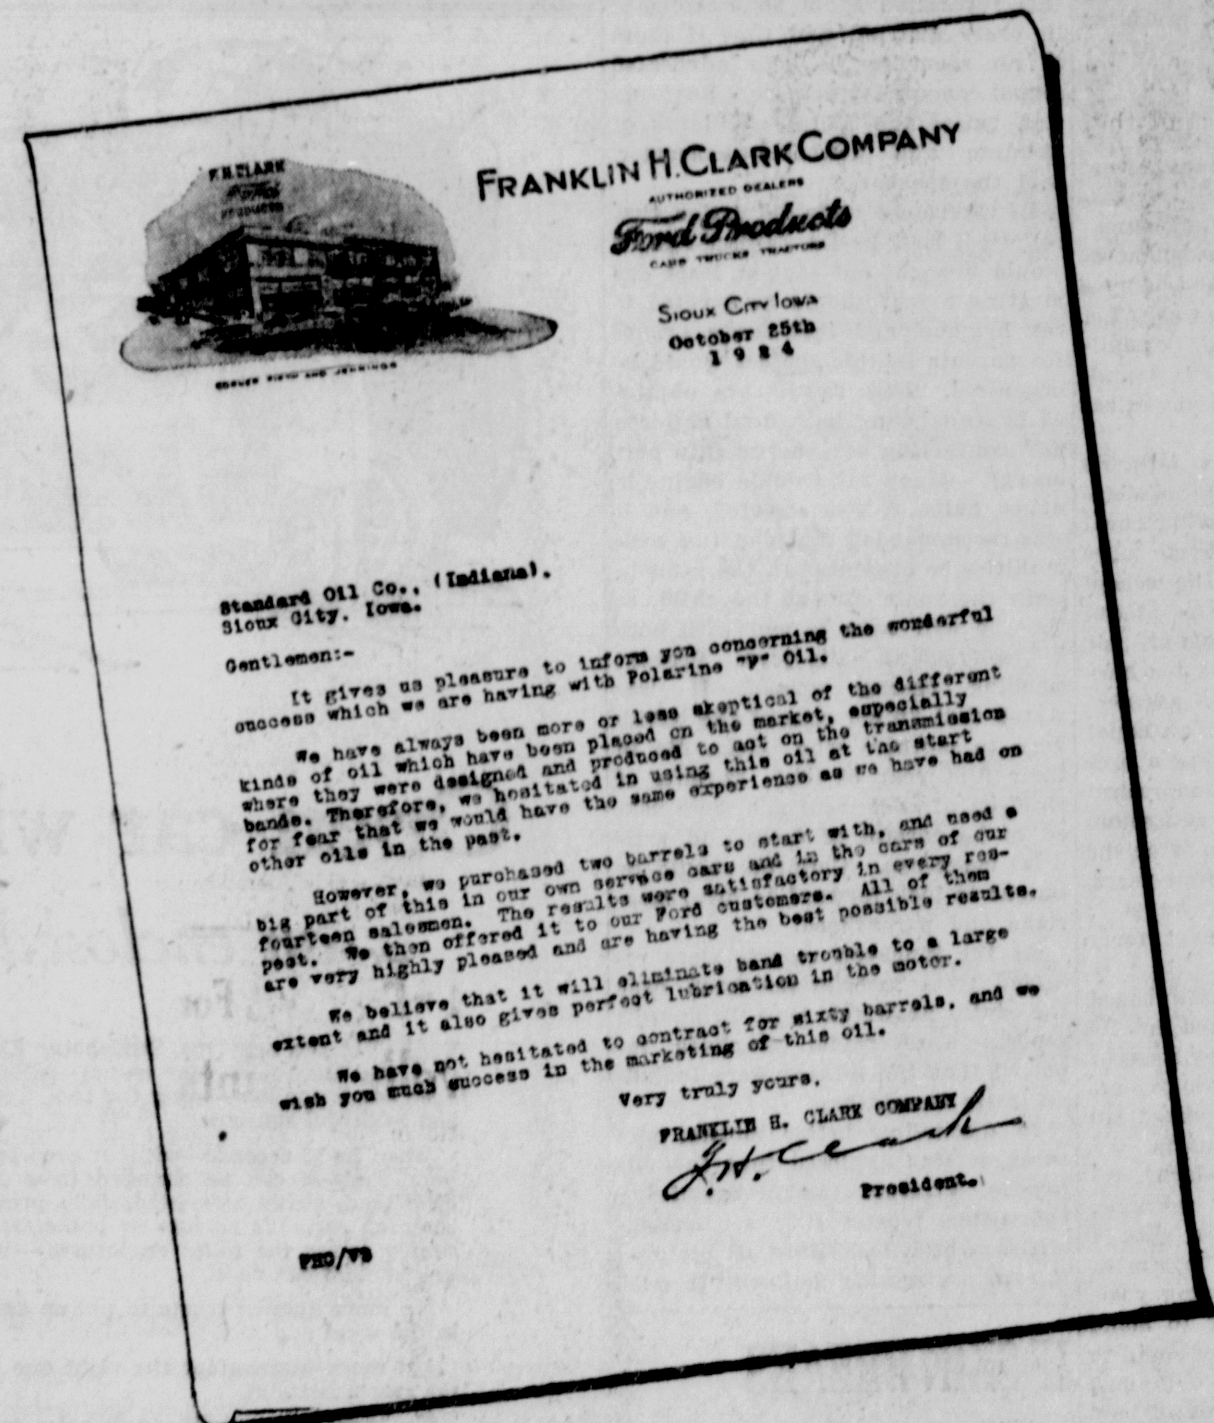 F.H. CLARK
Ford
PRODUCTS
FRANKLIN H. CLARK COMPANY
AUTHORIZED DEALERS
Ford Products
CARS TRUCKS TRACTORS
SIOUX CITY IOWA
October 25th
1924
CORNER SIXTH AND JENNINGS
Standard Oil Co., (Indiana).
Sioux City, Iowa.
Gentlemen:-
It gives us pleasure to inform you concerning the wonderful
success which we are having with Polarine "F" Oil.
We have always been more or less skeptical of the different
kinds of oil which have been placed on the market, especially
where they were designed and produced to act on the transmission
bands. Therefore, we hesitated in using this oil at the start
for fear that we would have the same experience as we have had on
other oils in the past.
However, we purchased two barrels to start with, and used a
big part of this in our own service cars and in the cars of our
fourteen salesmen. The results were satisfactory in every res-
pect. We then offered it to our Ford customers. All of them
are very highly pleased and are having the best possible results.
We believe that it will eliminate band trouble to a large
extent and it also gives perfect lubrication in the motor.
We have not hesitated to contract for sixty barrels, and we
wish you much success in the marketing of this oil.
Very truly yours,
FRANKLIN H. CLARK COMPANY
F.H. Clark
President.
FHC/VS